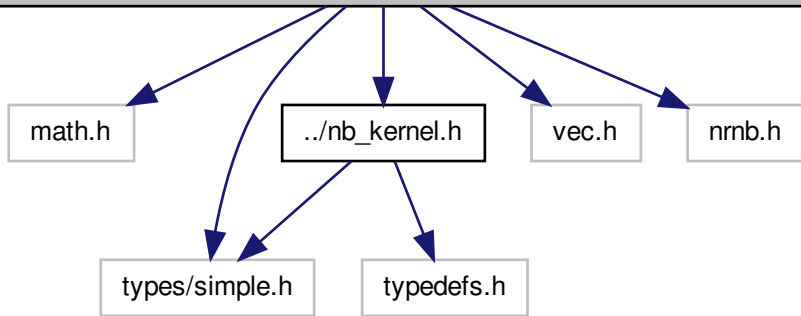 math.h
../nb_kernel.h
vec.h
nrnb.h
types/simple.h
typedefs.h